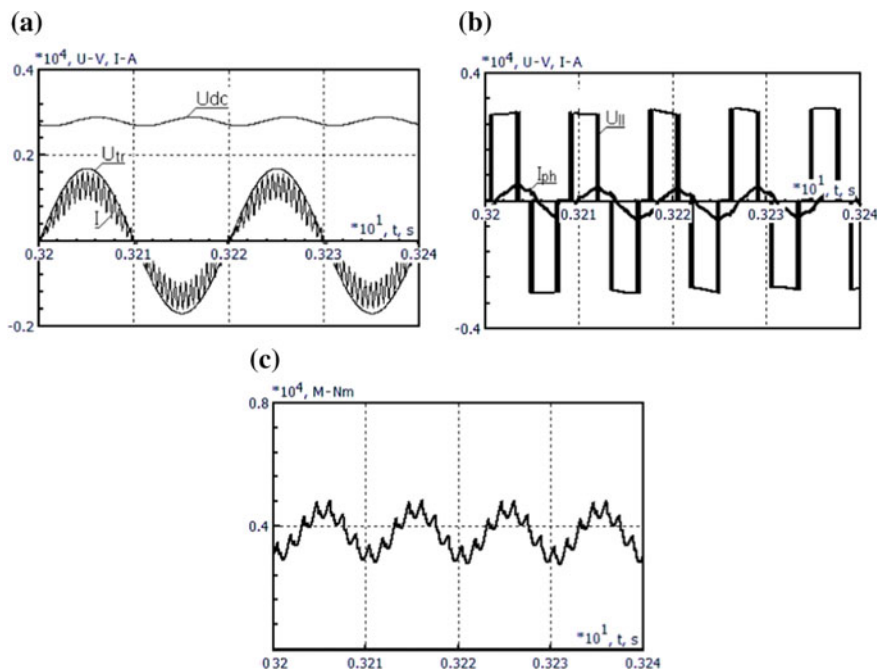 (a)
*10⁴, U-V, I-A
0.4
Udc
0.2
Utr
I
*10¹, t, s
0
0.32 0.321 0.322 0.323 0.324
-0.2
(b)
*10⁴, U-V, I-A
0.4
Ull
Iph
*10¹, t, s
0.32 0.321 0.322 0.323 0.324
-0.4
(c)
*10⁴, M-Nm
0.8
0.4
*10¹, t, s
0.32 0.321 0.322 0.323 0.324